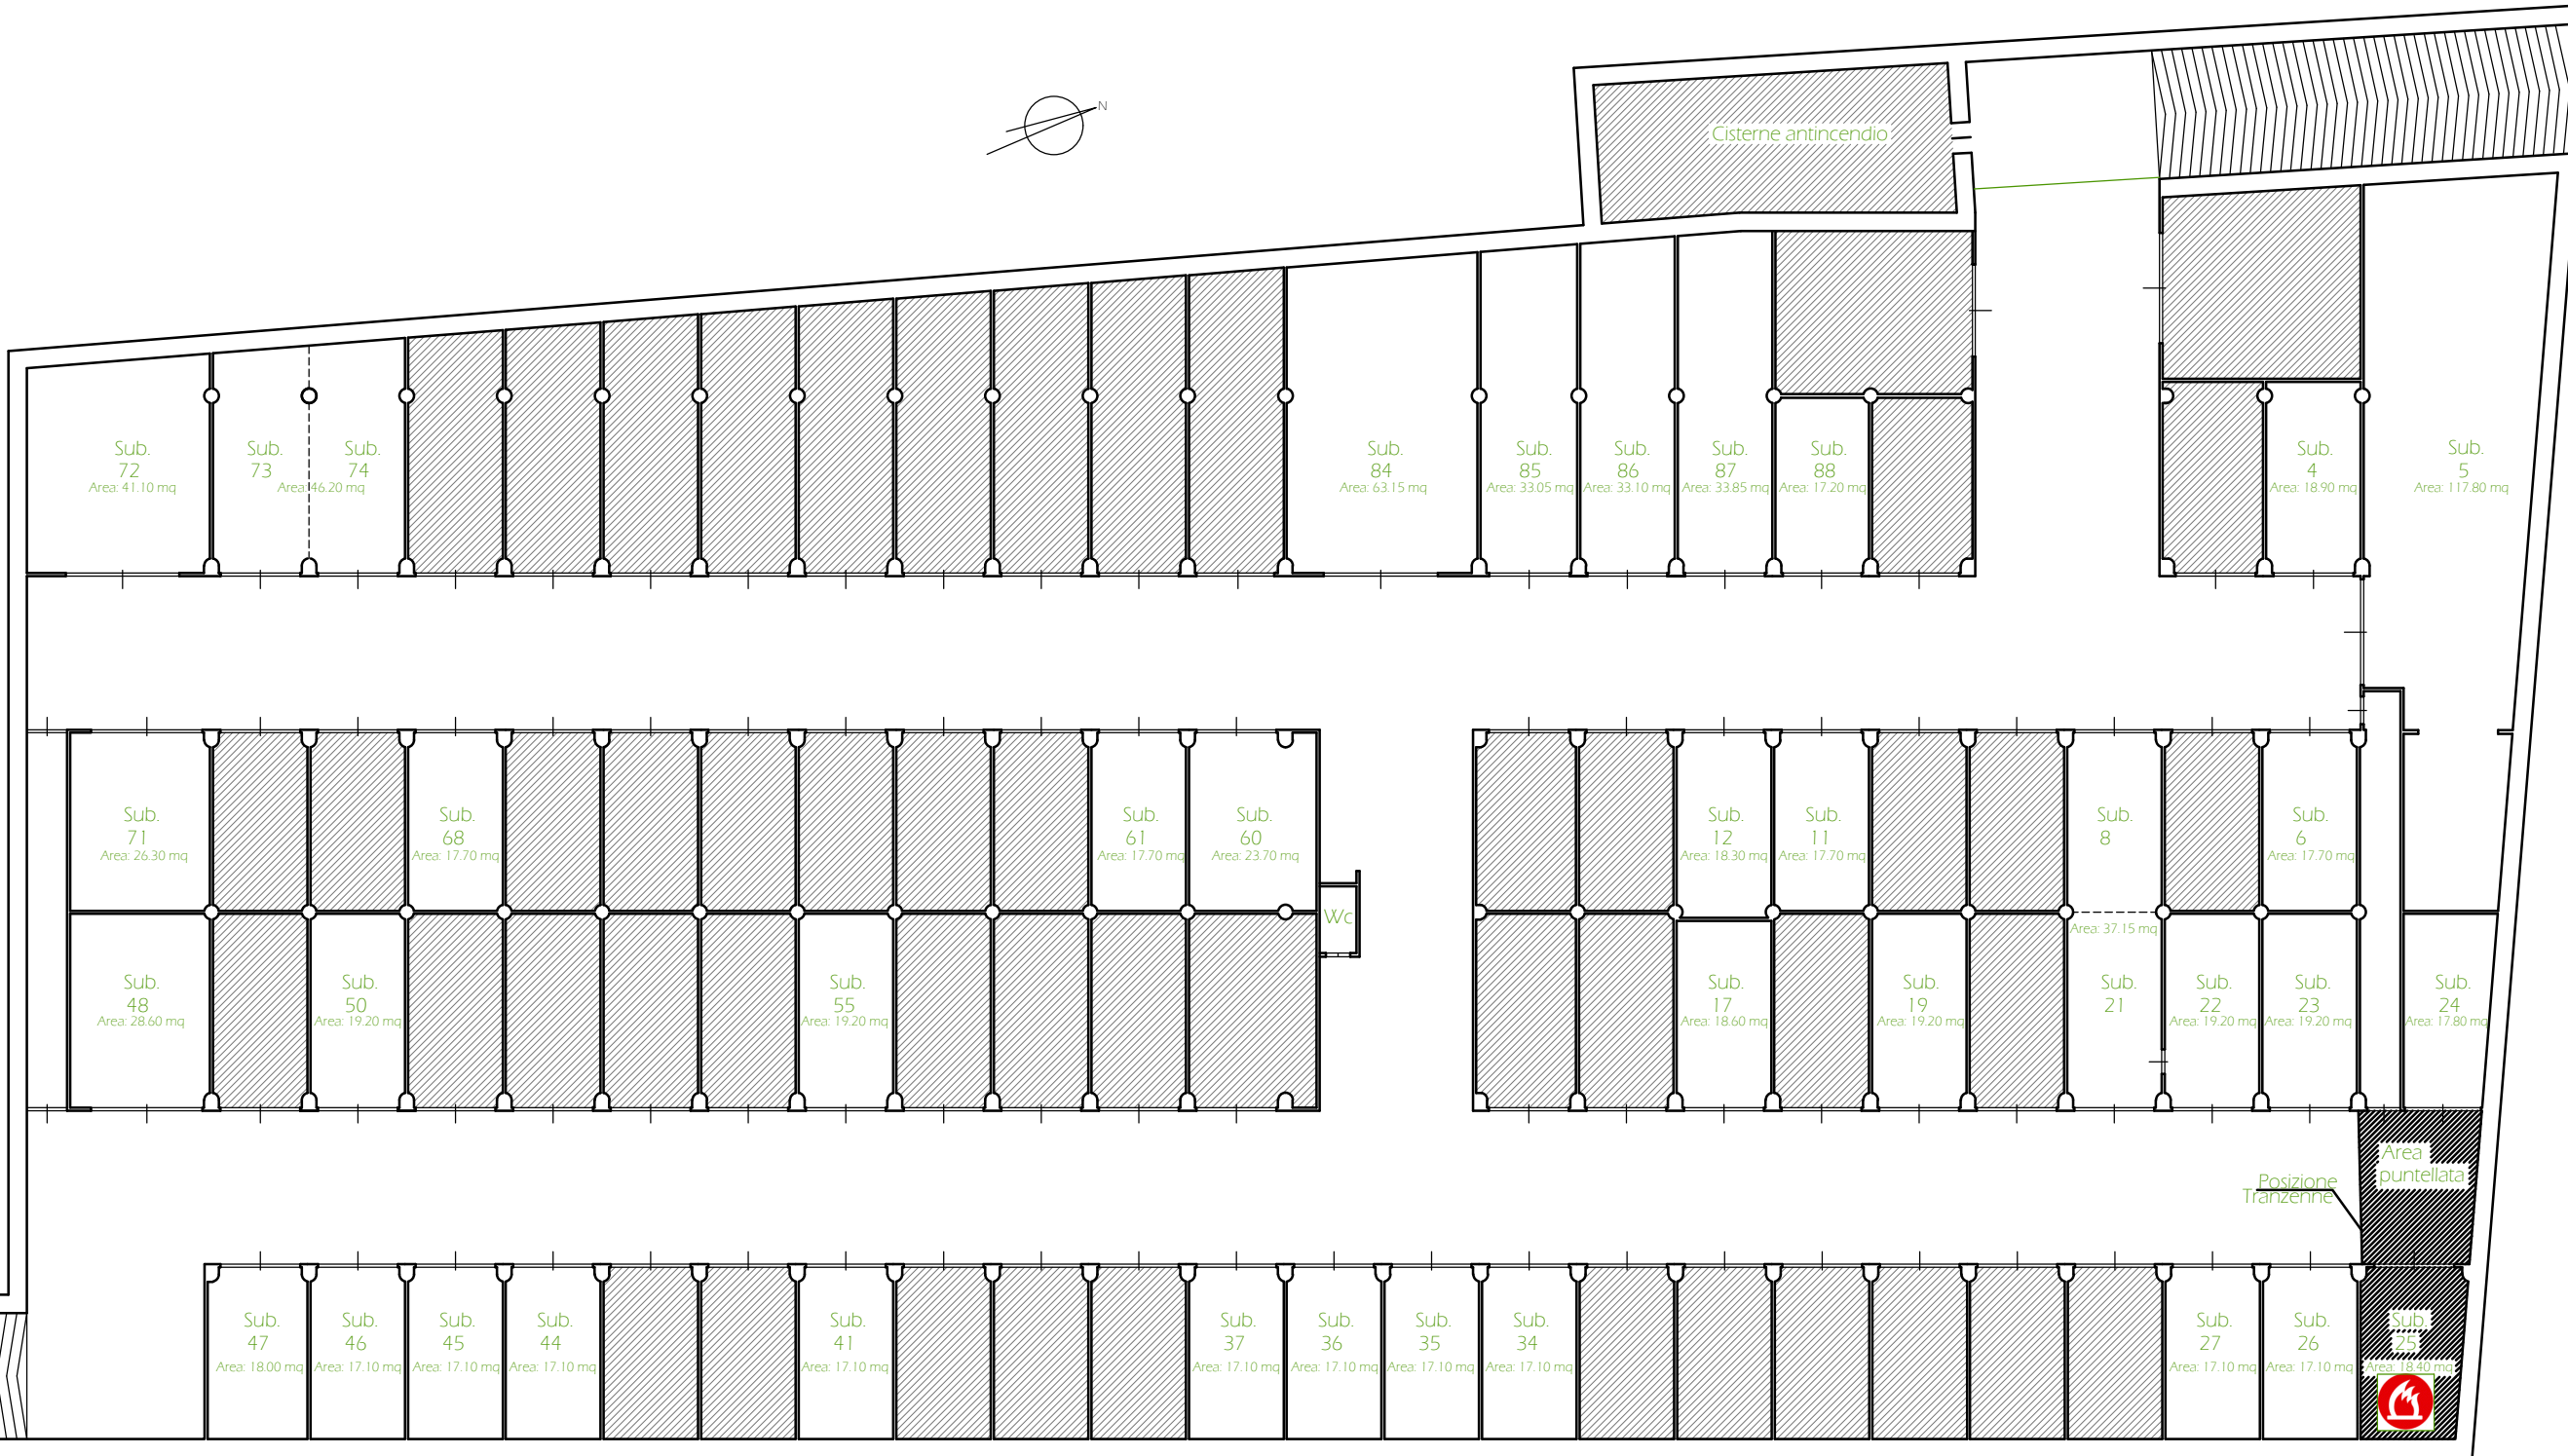 N
Cisterne antincendio
Sub.
72
Area: 41.10 mq
Sub.
73
Sub.
74
Area: 46.20 mq
Sub.
84
Area: 63.15 mq
Sub.
85
Area: 33.05 mq
Sub.
86
Area: 33.10 mq
Sub.
87
Area: 33.85 mq
Sub.
88
Area: 17.20 mq
Sub.
4
Area: 18.90 mq
Sub.
5
Area: 117.80 mq
Sub.
71
Area: 26.30 mq
Sub.
68
Area: 17.70 mq
Sub.
61
Area: 17.70 mq
Sub.
60
Area: 23.70 mq
Sub.
12
Area: 18.30 mq
Sub.
11
Area: 17.70 mq
Sub.
8
Sub.
6
Area: 17.70 mq
Wc
Area: 37.15 mq
Sub.
48
Area: 28.60 mq
Sub.
50
Area: 19.20 mq
Sub.
55
Area: 19.20 mq
Sub.
17
Area: 18.60 mq
Sub.
19
Area: 19.20 mq
Sub.
21
Sub.
22
Area: 19.20 mq
Sub.
23
Area: 19.20 mq
Sub.
24
Area: 17.80 mq
Area
puntellata
Posizione
Tranzenne
Sub.
47
Area: 18.00 mq
Sub.
46
Area: 17.10 mq
Sub.
45
Area: 17.10 mq
Sub.
44
Area: 17.10 mq
Sub.
41
Area: 17.10 mq
Sub.
37
Area: 17.10 mq
Sub.
36
Area: 17.10 mq
Sub.
35
Area: 17.10 mq
Sub.
34
Area: 17.10 mq
Sub.
27
Area: 17.10 mq
Sub.
26
Area: 17.10 mq
Sub.
25
Area: 18.40 mq